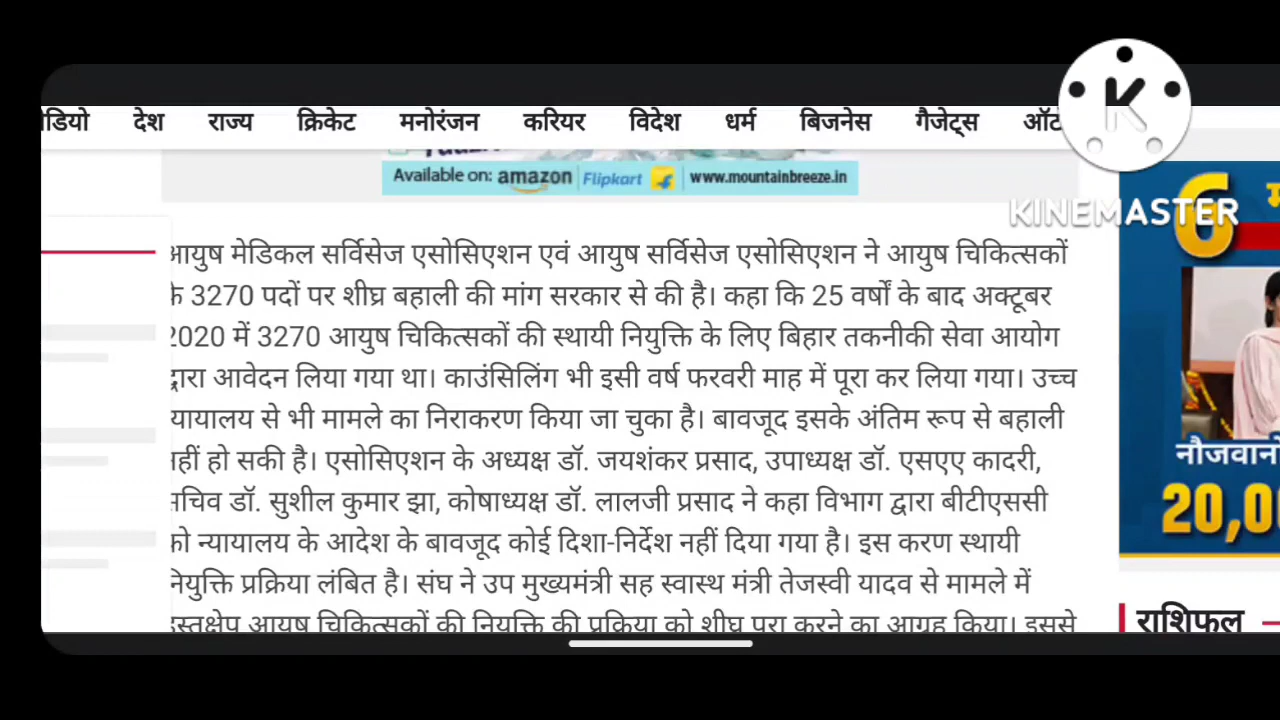 देश राज्य क्रिकेट मनोरंजन करियर विदेश धर्म बिजनेस गैजेट्स
KINEMASTER
Available on: amazon Flipkart www.mountainbreeze.in
6
आयुष मेडिकल सर्विसेज एसोसिएशन एवं आयुष सर्विसेज एसोसिएशन ने आयुष चिकित्सकों
के 3270 पदों पर शीघ्र बहाली की मांग सरकार से की है। कहा कि 25 वर्षों के बाद अक्टूबर
2020 में 3270 आयुष चिकित्सकों की स्थायी नियुक्ति के लिए बिहार तकनीकी सेवा आयोग
द्वारा आवेदन लिया गया था। काउंसिलिंग भी इसी वर्ष फरवरी माह में पूरा कर लिया गया। उच्च
न्यायालय से भी मामले का निराकरण किया जा चुका है। बावजूद इसके अंतिम रूप से बहाली
नहीं हो सकी है। एसोसिएशन के अध्यक्ष डॉ. जयशंकर प्रसाद, उपाध्यक्ष डॉ. एसएए कादरी,
सचिव डॉ. सुशील कुमार झा, कोषाध्यक्ष डॉ. लालजी प्रसाद ने कहा विभाग द्वारा बीटीएससी
को न्यायालय के आदेश के बावजूद कोई दिशा-निर्देश नहीं दिया गया है। इस करण स्थायी
नियुक्ति प्रक्रिया लंबित है। संघ ने उप मुख्यमंत्री सह स्वास्थ मंत्री तेजस्वी यादव से मामले में
हस्तक्षेप आयुष चिकित्सकों की नियुक्ति की प्रक्रिया को शीघ्र पूरा करने का आग्रह किया। इससे
राशिफल